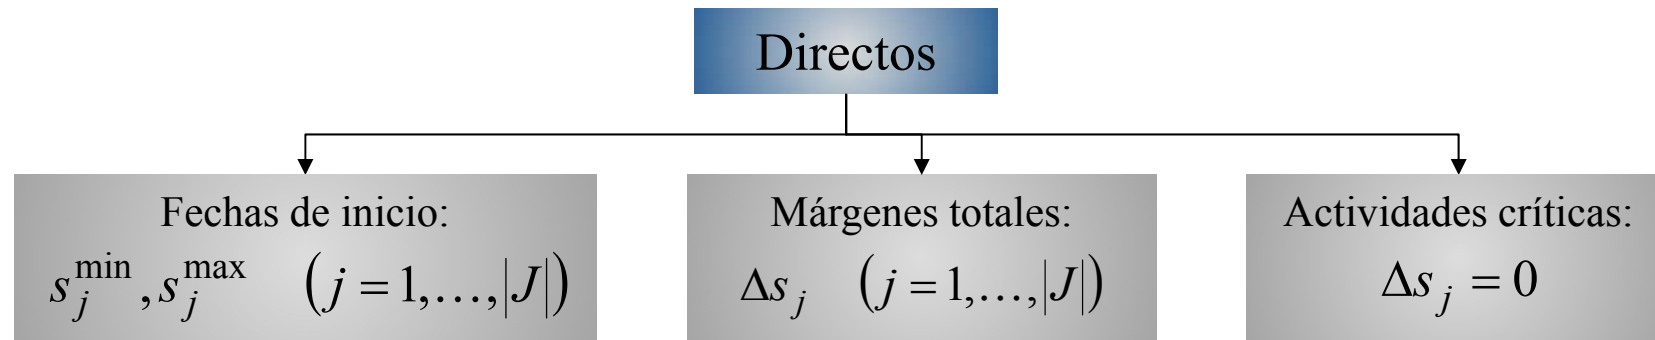 Directos
Fechas de inicio:
s_j^min, s_j^max (j = 1,…,|J|)
Márgenes totales:
Δs_j (j = 1,…,|J|)
Actividades críticas:
Δs_j = 0